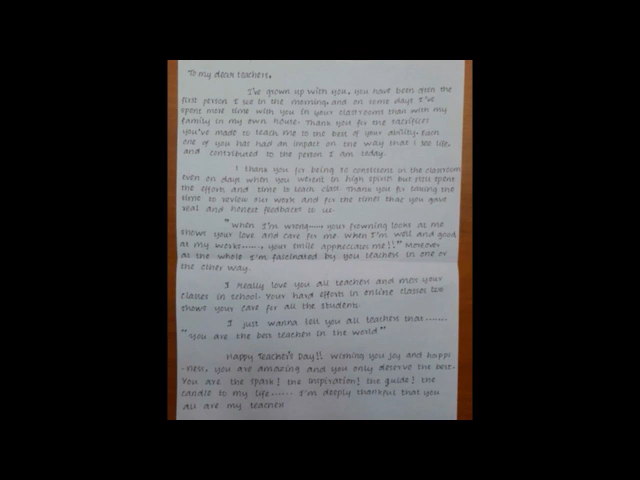 To my dear teachers,
I've grown up with you, you have been often the
first person I see in the morning, and on some days I've
spent more time with you in your classrooms than with my
family in my own house. Thank you for the sacrifices
you've made to teach me to the best of your ability. Each
one of you has had an impact on the way that i see life,
and contributed to the person I am today.
I thank you for being so consistent in the classroom
even on days when you weren't in high spirits but still spent
the efforts and time to teach class. Thank you for taking the
time to review our work and for the times that you gave
real and honest feedbacks to us.
"When I'm wrong...... your frowning looks at me
shows your love and care for me when I'm well and good
at my works......, your smile appreciates me!!" Moreover
at the whole I'm fascinated by you teachers in one or
the other way.
I really love you all teachers and miss your
classes in school. Your hard efforts in online classes too
shows your care for all the students.
I just wanna tell you all teachers that.......
"You are the best teacher in the world"
Happy Teacher's Day!! Wishing you joy and happi
-ness, you are amazing and you only deserve the best.
You are the spark! the inspiration! the guide! the
candle to my life...... I'm deeply thankful that you
all are my teacher